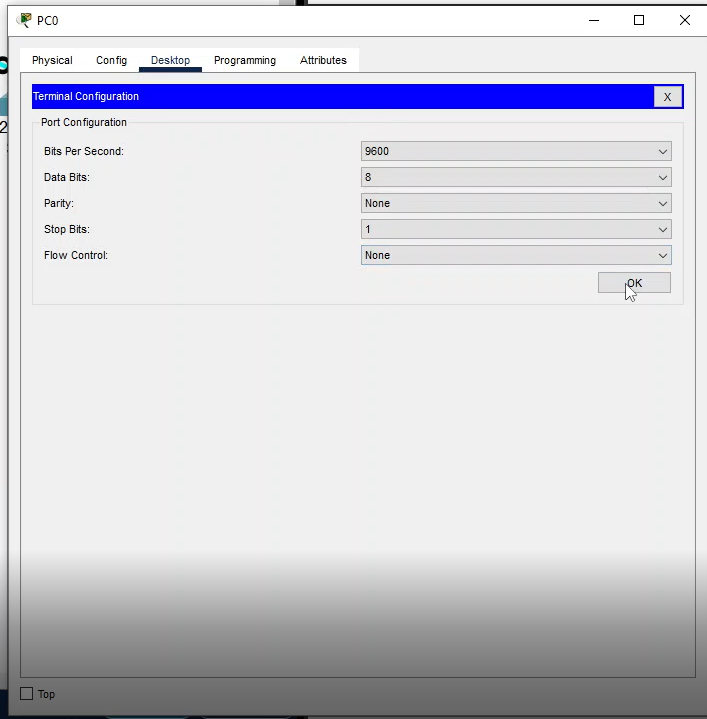 PC0
Physical Config Desktop Programming Attributes
Terminal Configuration X
Port Configuration
Bits Per Second: 9600
Data Bits: 8
Parity: None
Stop Bits: 1
Flow Control: None
OK
2
Top